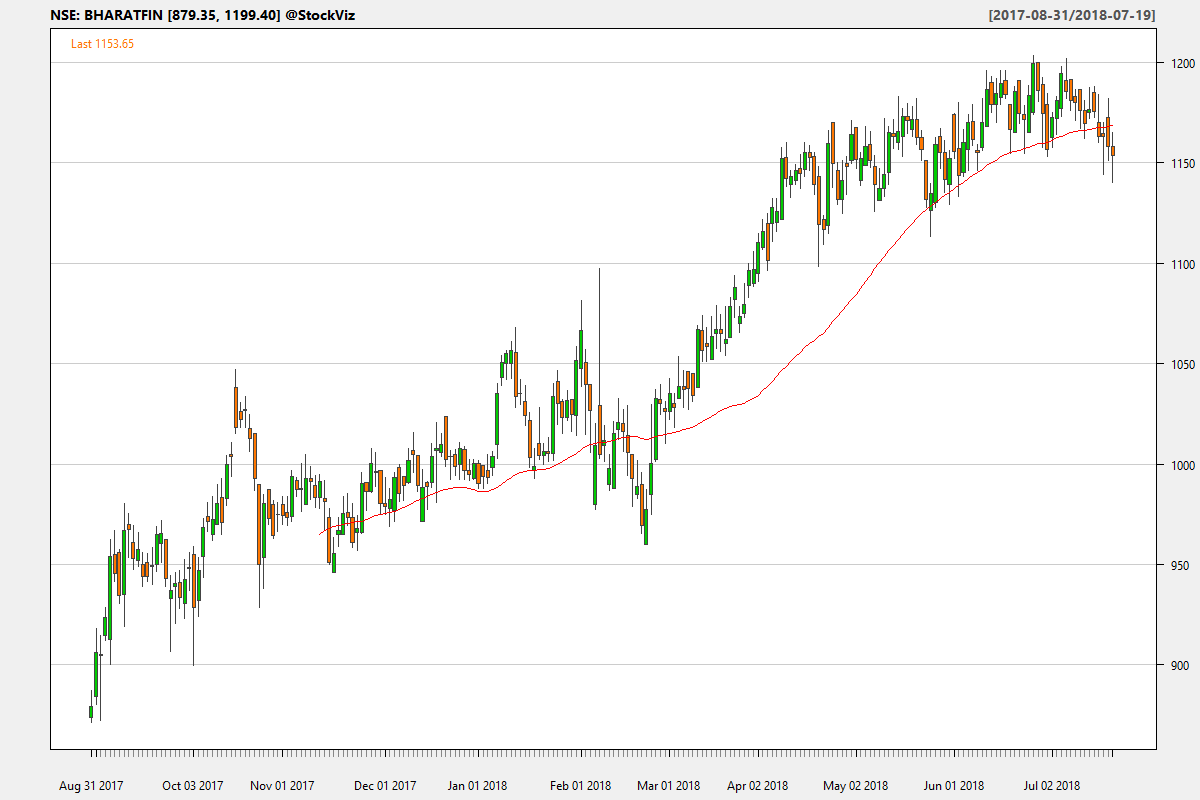 NSE: BHARATFIN [879.35, 1199.40] @StockViz
[2017-08-31/2018-07-19]
Last 1153.65
1200
1150
1100
1050
1000
950
900
Aug 31 2017
Oct 03 2017
Nov 01 2017
Dec 01 2017
Jan 01 2018
Feb 01 2018
Mar 01 2018
Apr 02 2018
May 02 2018
Jun 01 2018
Jul 02 2018